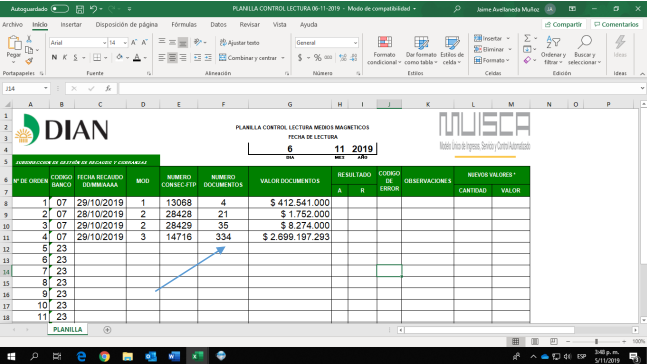 Autoguardado
PLANILLA CONTROL LECTURA 06-11-2019 - Modo de compatibilidad
Jaime Avellaneda Muñoz JA
Archivo Inicio Insertar Disposición de página Fórmulas Datos Revisar Vista Ayuda Compartir Comentarios
Pegar Arial 14 Ajustar texto General Insertar
N K S Combinar y centrar $ % 000 Formato condicional Dar formato como tabla Estilos de celda Eliminar Formato Ordenar y filtrar Buscar y seleccionar Ideas
Portapapeles Fuente Alineación Número Estilos Celdas Edición Ideas
J14 fx
A B C D E F G H I J K L M N O P
DIAN
PLANILLA CONTROL LECTURA MEDIOS MAGNETICOS
FECHA DE LECTURA
6 11 2019
DIA MES AÑO
MUISCA
Modelo Único de Ingresos, Servicio y Control Automatizado
SUBDIRECCION DE GESTIÓN DE RECAUDO Y COBRANZAS
N° DE ORDEN CODIGO BANCO FECHA RECAUDO DD/MM/AAAA MOD NUMERO CONSEC-FTP NUMERO DOCUMENTOS VALOR DOCUMENTOS RESULTADO CODIGO DE ERROR OBSERVACIONES NUEVOS VALORES *
A R CANTIDAD VALOR
1 07 29/10/2019 1 13068 4 $ 412.541.000
2 07 28/10/2019 2 28428 21 $ 1.752.000
3 07 29/10/2019 2 28429 35 $ 8.274.000
4 07 29/10/2019 3 14716 334 $ 2.699.197.293
5 23
6 23
7 23
8 23
9 23
10 23
11 23
PLANILLA
100%
ESP 3:48 p. m.
5/11/2019